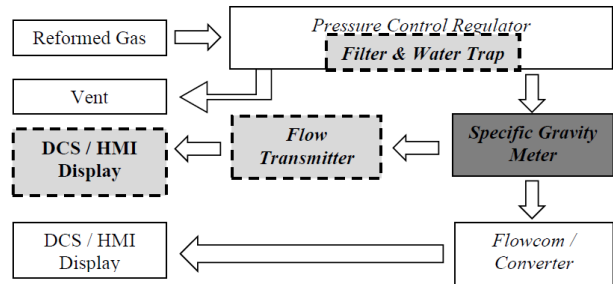 Pressure Control Regulator
Reformed Gas
Filter & Water Trap
Vent
DCS / HMI
Display
Flow
Transmitter
Specific Gravity
Meter
DCS / HMI
Display
Flowcom /
Converter